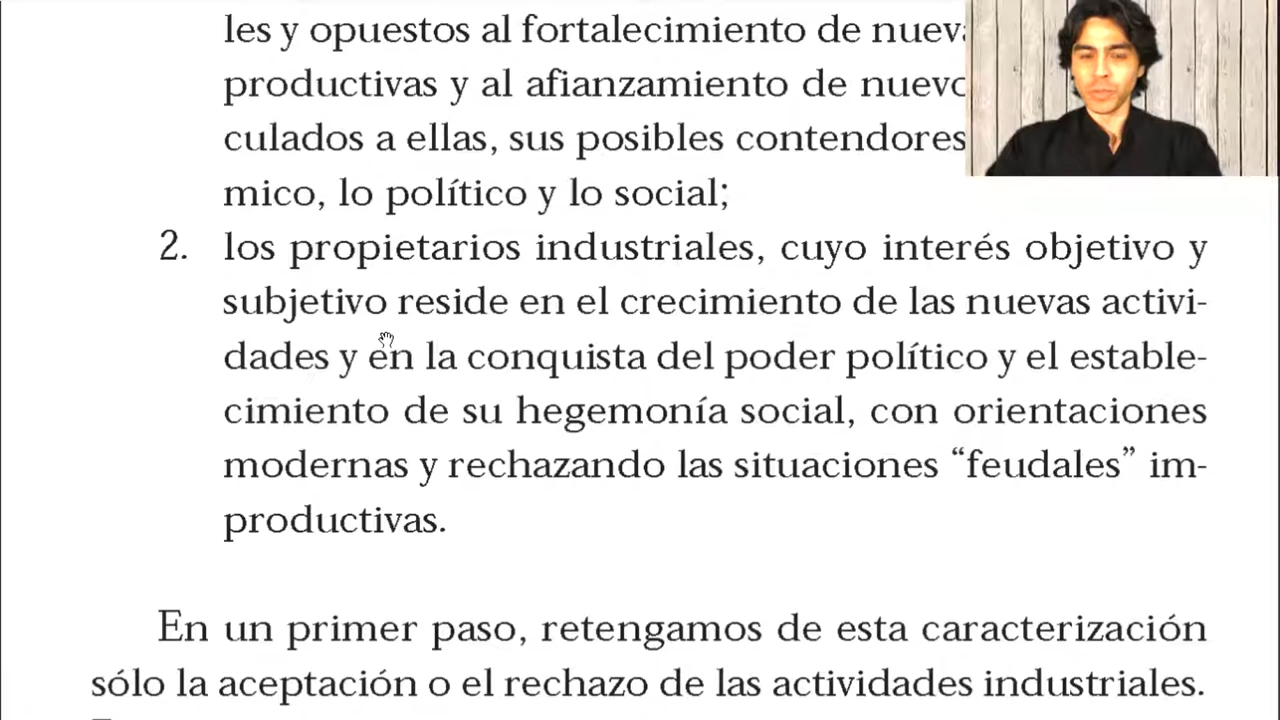 les y opuestos al fortalecimiento de
productivas y al afianzamiento de
culados a ellas, sus posibles contendores
mico, lo político y lo social;
2. los propietarios industriales, cuyo interés objetivo y
subjetivo reside en el crecimiento de las nuevas activi-
dades y en la conquista del poder político y el estable-
cimiento de su hegemonía social, con orientaciones
modernas y rechazando las situaciones “feudales” im-
productivas.
En un primer paso, retengamos de esta caracterización
sólo la aceptación o el rechazo de las actividades industriales.